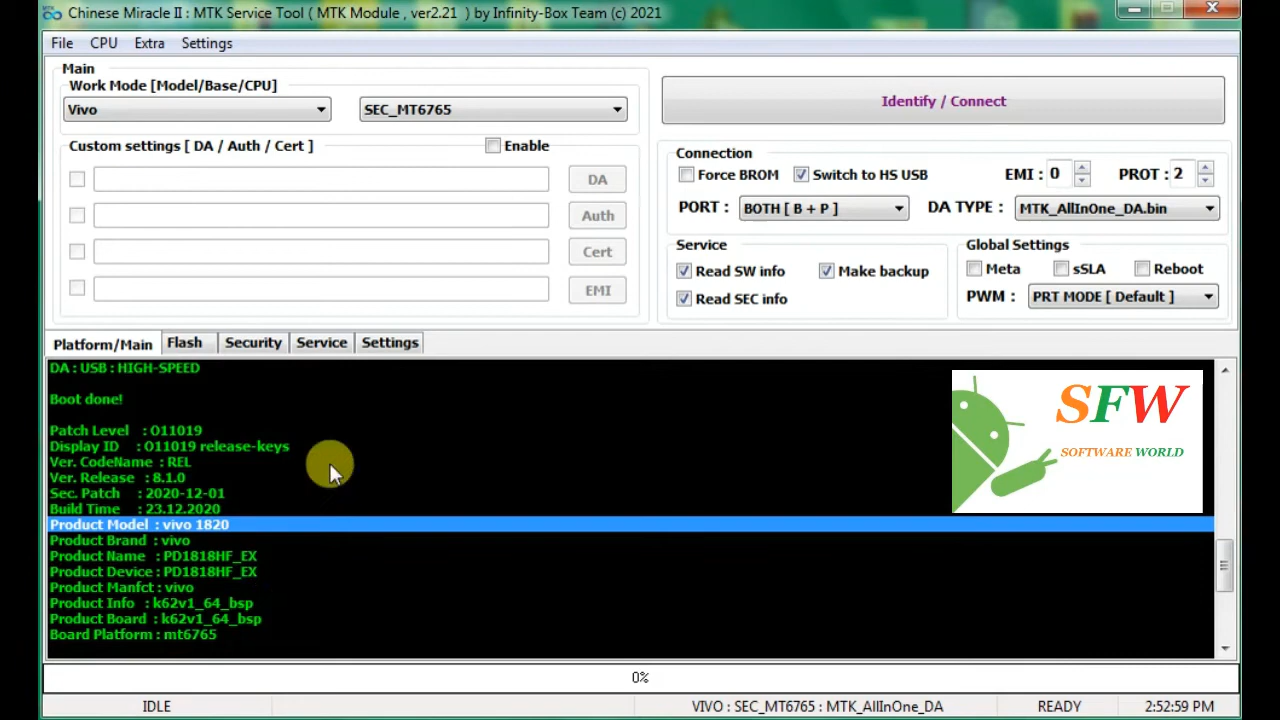 MTK
Chinese Miracle II : MTK Service Tool ( MTK Module , ver2.21 ) by Infinity-Box Team (c) 2021
File CPU Extra Settings
Main
Work Mode [Model/Base/CPU]
Vivo SEC_MT6765
Identify / Connect
Custom settings [ DA / Auth / Cert ] Enable
DA
Auth
Cert
EMI
Connection
Force BROM Switch to HS USB EMI : 0 PROT : 2
PORT : BOTH [ B + P ] DA TYPE : MTK_AllInOne_DA.bin
Service
Read SW info Make backup
Read SEC info
Global Settings
Meta sSLA Reboot
PWM : PRT MODE [ Default ]
Platform/Main Flash Security Service Settings
DA : USB : HIGH-SPEED
Boot done!
Patch Level : O11019
Display ID : O11019 release-keys
Ver. CodeName : REL
Ver. Release : 8.1.0
Sec. Patch : 2020-12-01
Build Time : 23.12.2020
Product Model : vivo 1820
Product Brand : vivo
Product Name : PD1818HF_EX
Product Device : PD1818HF_EX
Product Manfct : vivo
Product Info : k62v1_64_bsp
Product Board : k62v1_64_bsp
Board Platform : mt6765
SFW
SOFTWARE WORLD
0%
IDLE VIVO : SEC_MT6765 : MTK_AllInOne_DA READY 2:52:59 PM